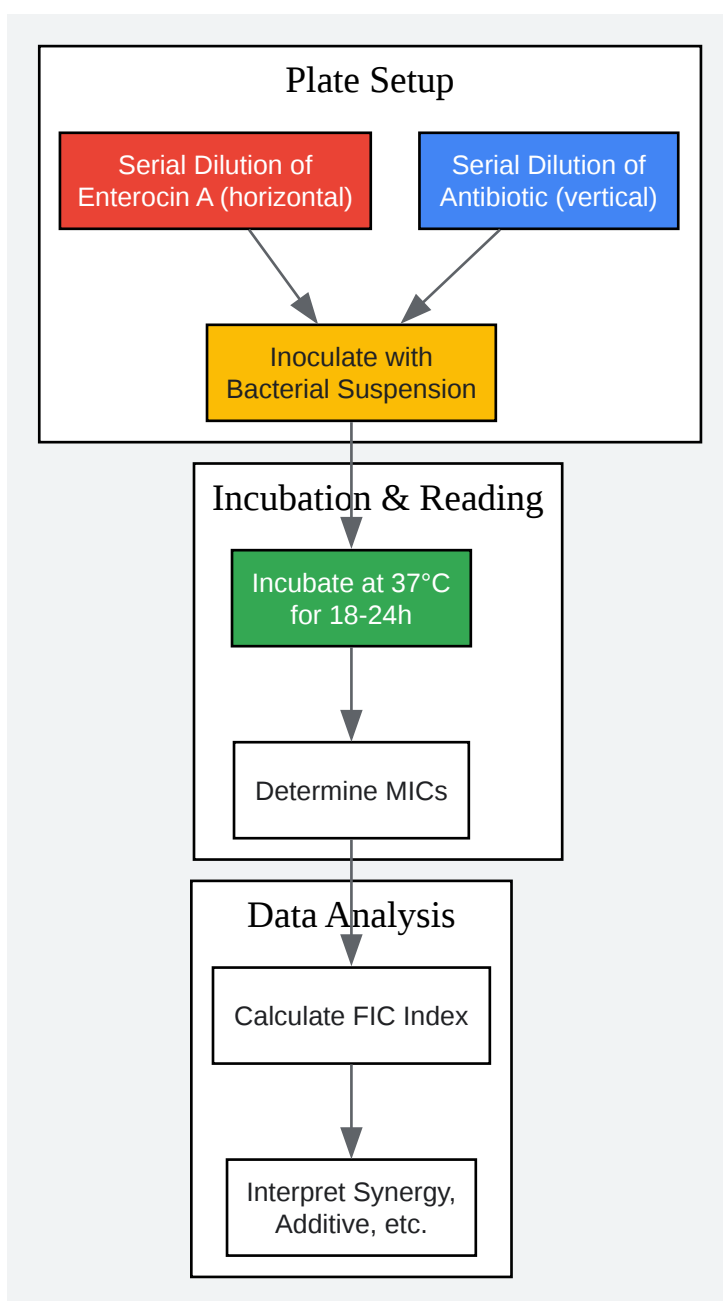 Plate Setup
Serial Dilution of
Enterocin A (horizontal)
Serial Dilution of
Antibiotic (vertical)
Inoculate with
Bacterial Suspension
Incubation & Reading
Incubate at 37°C
for 18-24h
Determine MICs
Data Analysis
Calculate FIC Index
Interpret Synergy,
Additive, etc.